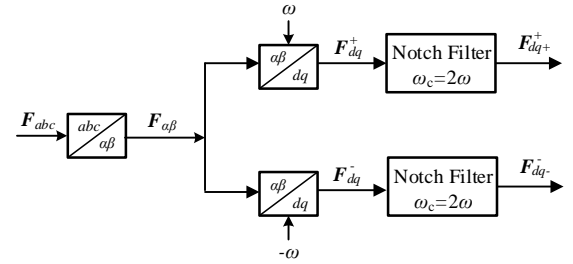 ω
αβ
dq
F⁺dq
Notch Filter
ωc=2ω
F⁺dq+
Fabc
abc
αβ
Fαβ
αβ
dq
F⁻dq
Notch Filter
ωc=2ω
F⁻dq-
-ω